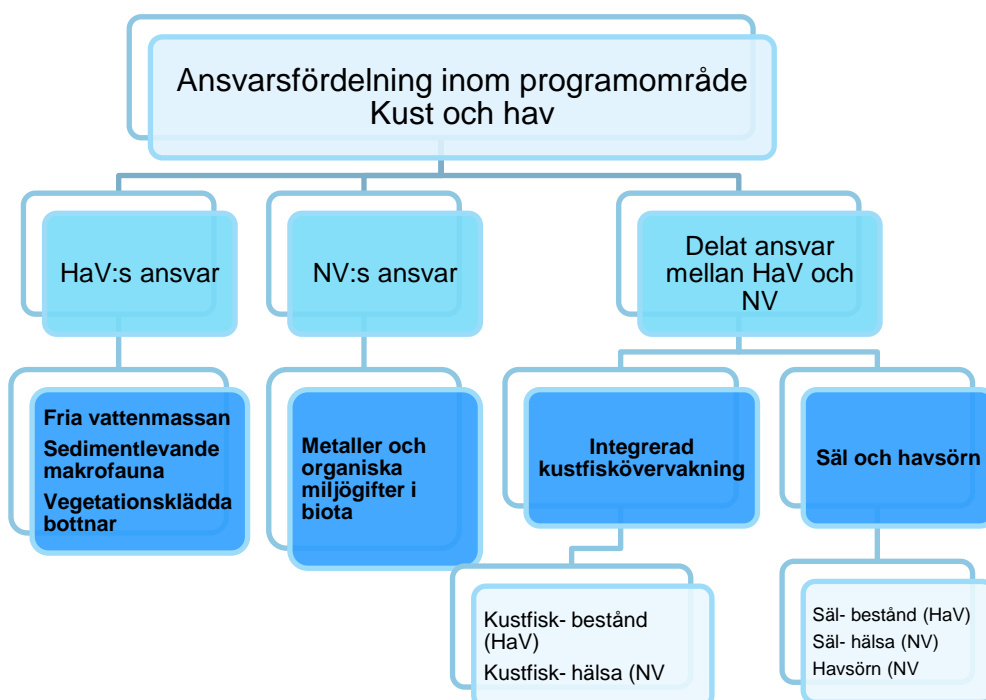 Ansvarsfördelning inom programområde
Kust och hav
HaV:s ansvar
NV:s ansvar
Delat ansvar
mellan HaV och
NV
Fria vattenmassan
Sedimentlevande
makrofauna
Vegetationsklädda
bottnar
Metaller och
organiska
miljögifter i
biota
Integrerad
kustfiskövervakning
Säl och havsörn
Kustfisk- bestånd
(HaV)
Kustfisk- hälsa (NV
Säl- bestånd (HaV)
Säl- hälsa (NV)
Havsörn (NV